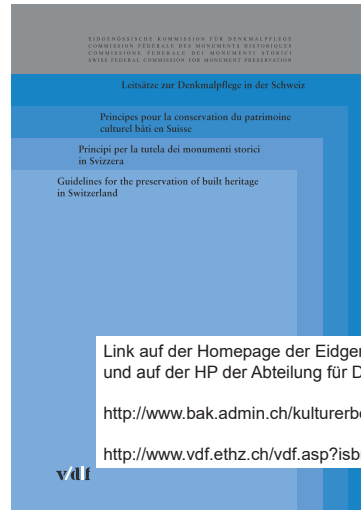 EIDGENÖSSISCHE KOMMISSION FÜR DENKMALPFLEGE
COMMISSION FÉDÉRALE DES MONUMENTS HISTORIQUES
COMMISSIONE FEDERALE DEI MONUMENTI STORICI
SWISS FEDERAL COMMISSION FOR MONUMENT PRESERVATION
Leitsätze zur Denkmalpflege in der Schweiz
Principes pour la conservation du patrimoine
culturel bâti en Suisse
Principi per la tutela dei monumenti storici
in Svizzera
Guidelines for the preservation of built heritage
in Switzerland
Link auf der Homepage der Eidge
und auf der HP der Abteilung für D
http://www.bak.admin.ch/kulturerb
http://www.vdf.ethz.ch/vdf.asp?isb
v/d|f